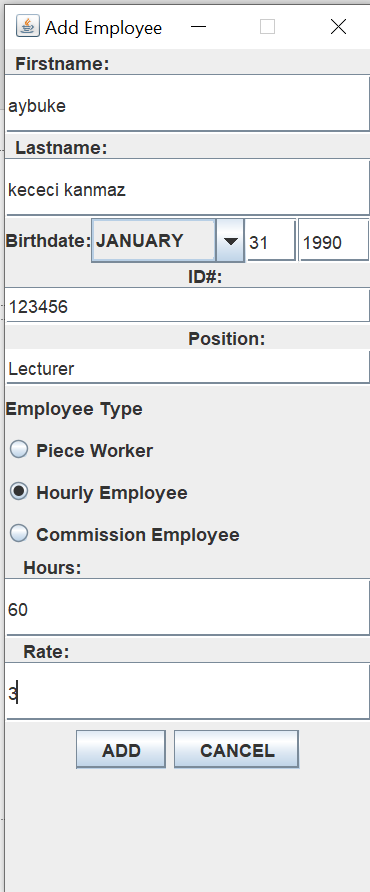 Add Employee
Firstname:
aybuke
Lastname:
kececi kanmaz
Birthdate: JANUARY 31 1990
ID#:
123456
Position:
Lecturer
Employee Type
Piece Worker
Hourly Employee
Commission Employee
Hours:
60
Rate:
3
ADD CANCEL